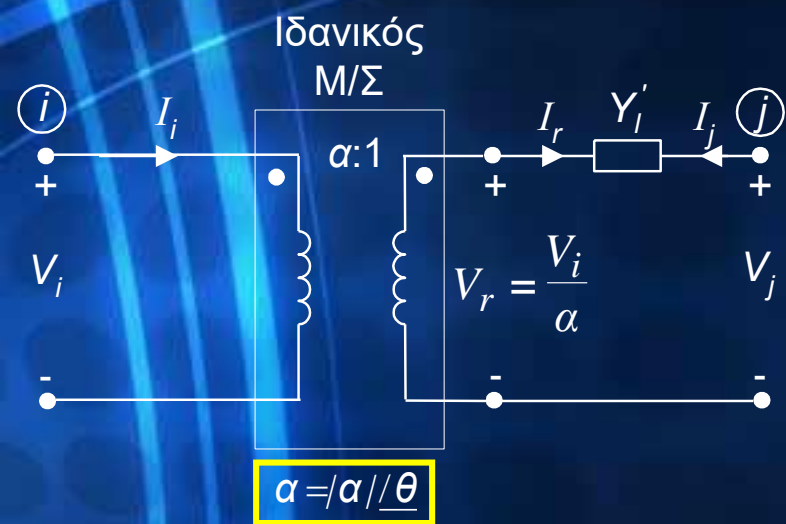 Ιδανικός
Μ/Σ
i I_i α:1 I_r Y_l' I_j j
+ + +
V_i V_r = V_i/α V_j
- - -
α =/α//θ